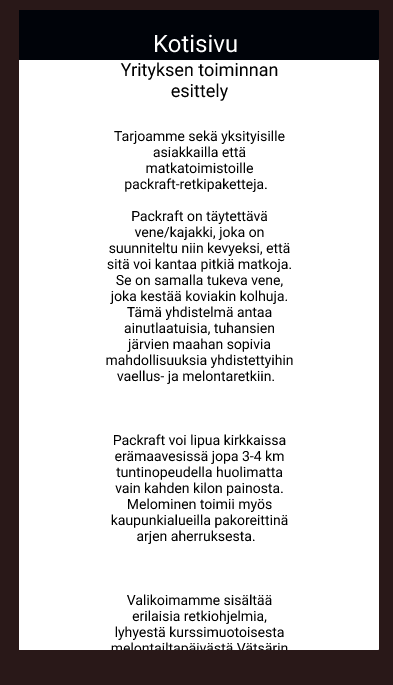 Kotisivu
Yrityksen toiminnan
esittely
Tarjoamme sekä yksityisille
asiakkailla että
matkatoimistoille
packraft-retkipaketteja.
Packraft on täytettävä
vene/kajakki, joka on
suunniteltu niin kevyeksi, että
sitä voi kantaa pitkiä matkoja.
Se on samalla tukeva vene,
joka kestää koviakin kolhuja.
Tämä yhdistelmä antaa
ainutlaatuisia, tuhansien
järvien maahan sopivia
mahdollisuuksia yhdistettyihin
vaellus- ja melontaretkiin.
Packraft voi lipua kirkkaissa
erämaavesissä jopa 3-4 km
tuntinopeudella huolimatta
vain kahden kilon painosta.
Melominen toimii myös
kaupunkialueilla pakoreittinä
arjen aherruksesta.
Valikoimamme sisältää
erilaisia retkiohjelmia,
lyhyestä kurssimuotoisesta
melontailtapäivästä Vätsärin